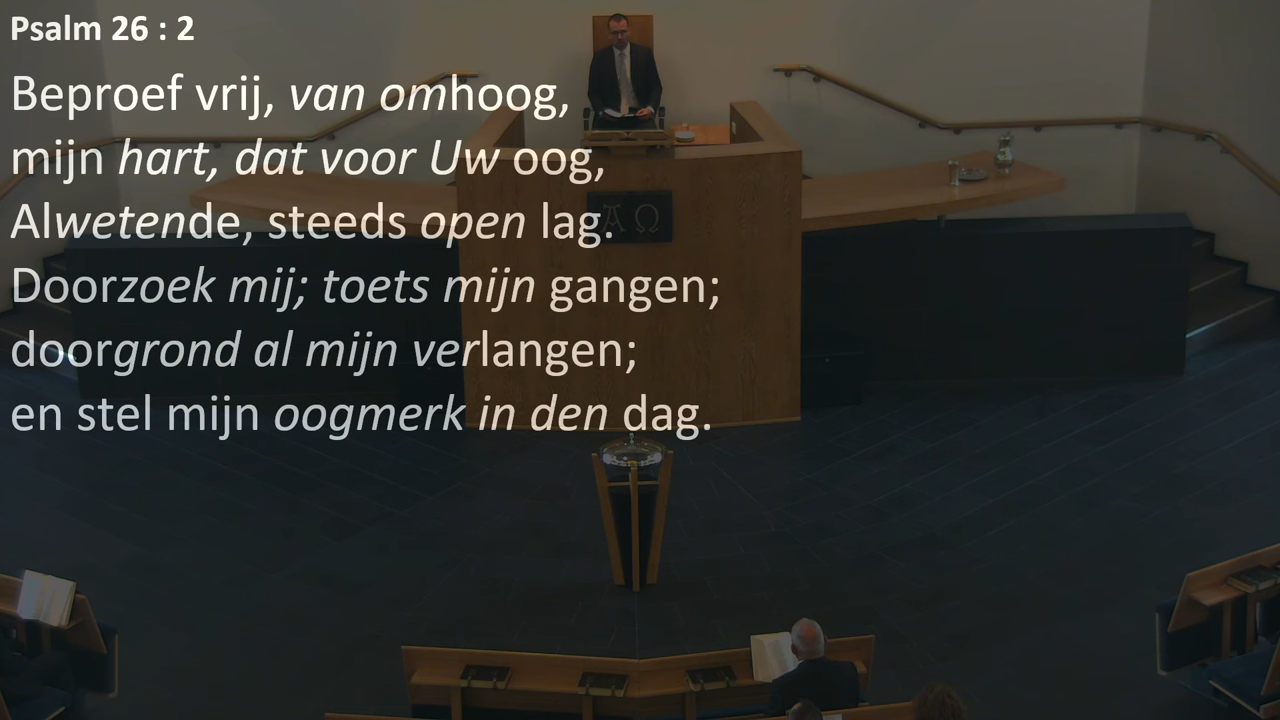 Psalm 26 : 2
Beproef vrij, van omhoog,
mijn hart, dat voor Uw oog,
Alwetende, steeds open lag.
Doorzoek mij; toets mijn gangen;
doorgrond al mijn verlangen;
en stel mijn oogmerk in den dag.
Α Ω